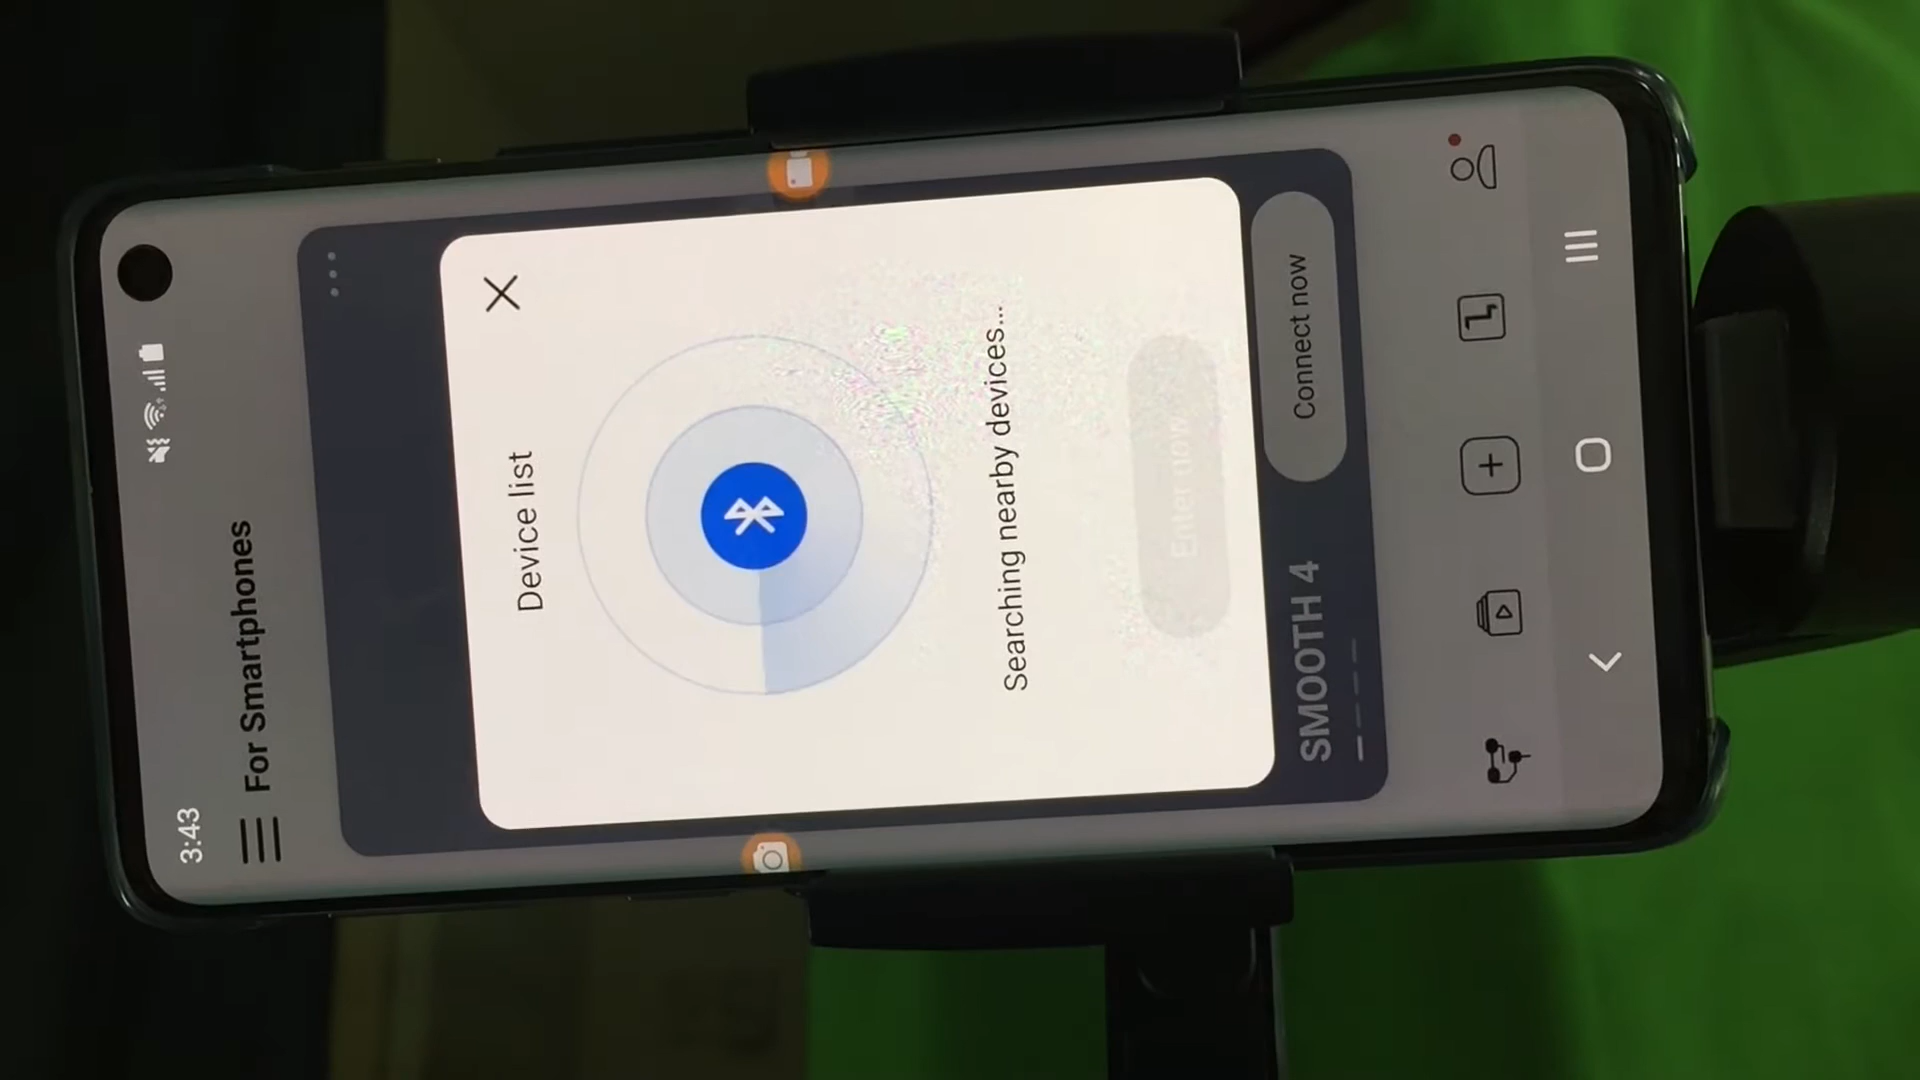 3:43
For Smartphones
Device list
Searching nearby devices...
Enter now
SMOOTH 4
Connect now